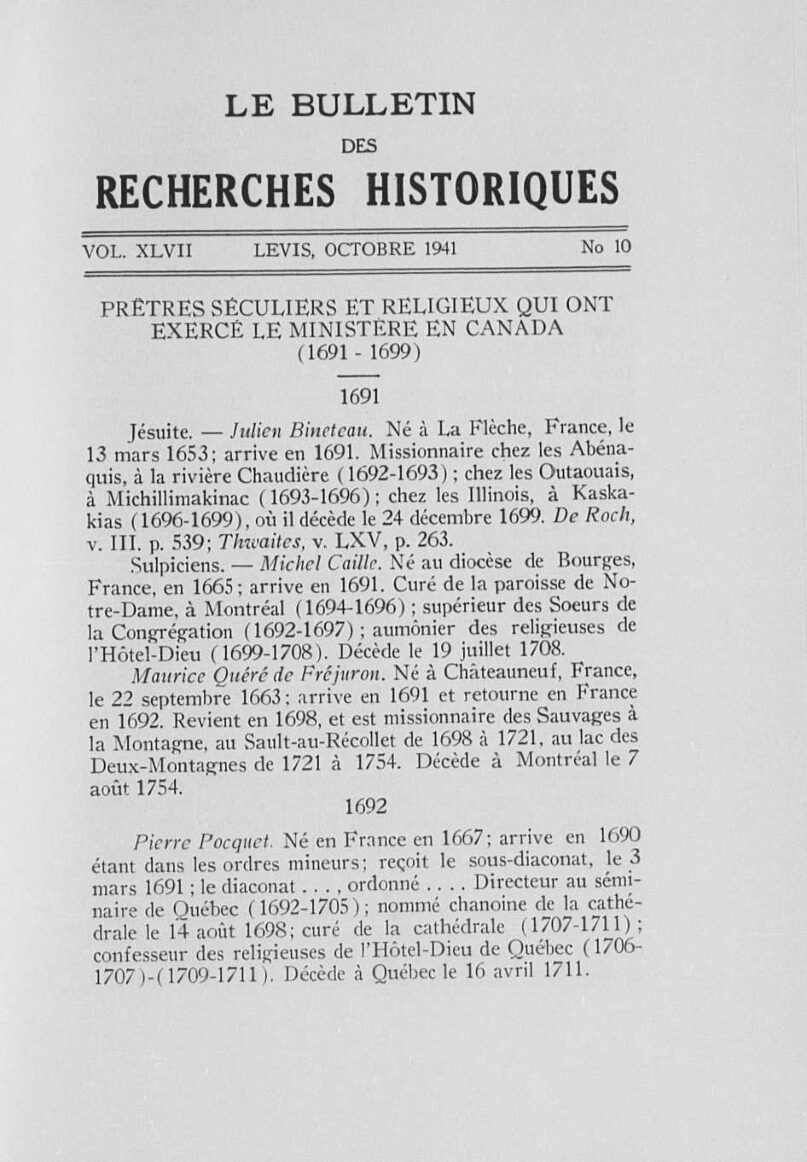 LE BULLETIN
DES
RECHERCHES HISTORIQUES
VOL. XLVII LEVIS, OCTOBRE 1941 No 10
PRÊTRES SÉCULIERS ET RELIGIEUX QUI ONT
EXERCÉ LE MINISTÈRE EN CANADA
(1691 - 1699)
1691
Jésuite. — Julien Bineteau. Né à La Flèche, France, le
13 mars 1653; arrive en 1691. Missionnaire chez les Abéna-
quis, à la rivière Chaudière (1692-1693) ; chez les Outaouais,
à Michillimakinac (1693-1696) ; chez les Illinois, à Kaska-
kias (1696-1699), où il décède le 24 décembre 1699. De Roch,
v. III. p. 539; Thwaites, v. LXV, p. 263.
Sulpiciens. — Michel Caille. Né au diocèse de Bourges,
France, en 1665; arrive en 1691. Curé de la paroisse de No-
tre-Dame, à Montréal (1694-1696) ; supérieur des Soeurs de
la Congrégation (1692-1697) ; aumônier des religieuses de
l'Hôtel-Dieu (1699-1708). Décède le 19 juillet 1708.
Maurice Quéré de Fréjuron. Né à Châteauneuf, France,
le 22 septembre 1663; arrive en 1691 et retourne en France
en 1692. Revient en 1698, et est missionnaire des Sauvages à
la Montagne, au Sault-au-Récollet de 1698 à 1721, au lac des
Deux-Montagnes de 1721 à 1754. Décède à Montréal le 7
août 1754.
1692
Pierre Pocquet. Né en France en 1667; arrive en 1690
étant dans les ordres mineurs; reçoit le sous-diaconat, le 3
mars 1691 ; le diaconat . . . , ordonné . . . . Directeur au sémi-
naire de Québec (1692-1705) ; nommé chanoine de la cathé-
drale le 14 août 1698; curé de la cathédrale (1707-1711) ;
confesseur des religieuses de l'Hôtel-Dieu de Québec (1706-
1707)-(1709-1711). Décède à Québec le 16 avril 1711.